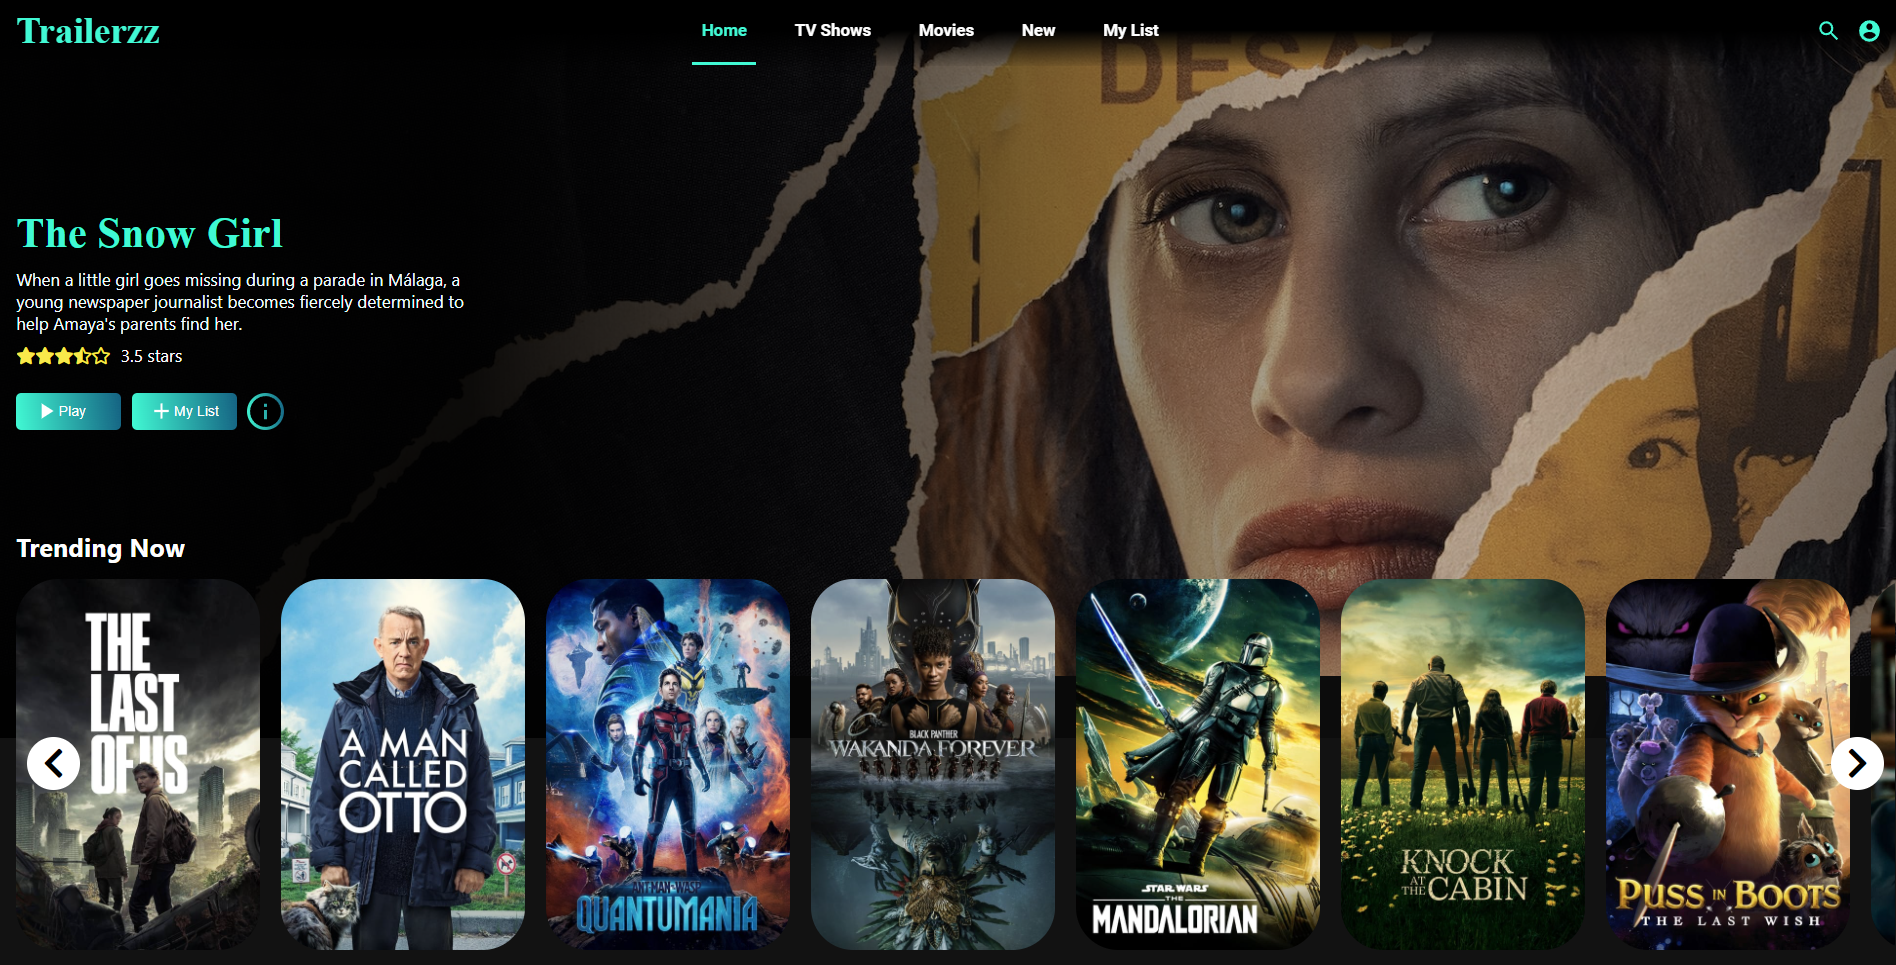 Trailerzz
Home TV Shows Movies New My List
DESA
The Snow Girl
When a little girl goes missing during a parade in Málaga, a
young newspaper journalist becomes fiercely determined to
help Amaya's parents find her.
3.5 stars
Play
My List
Trending Now
THE
LAST
OF US
A MAN
CALLED
OTTO
ANT-MAN AND THE WASP
QUANTUMANIA
BLACK PANTHER
WAKANDA FOREVER
STAR WARS
THE
MANDALORIAN
KNOCK
AT
THE CABIN
PUSS IN BOOTS
THE LAST WISH